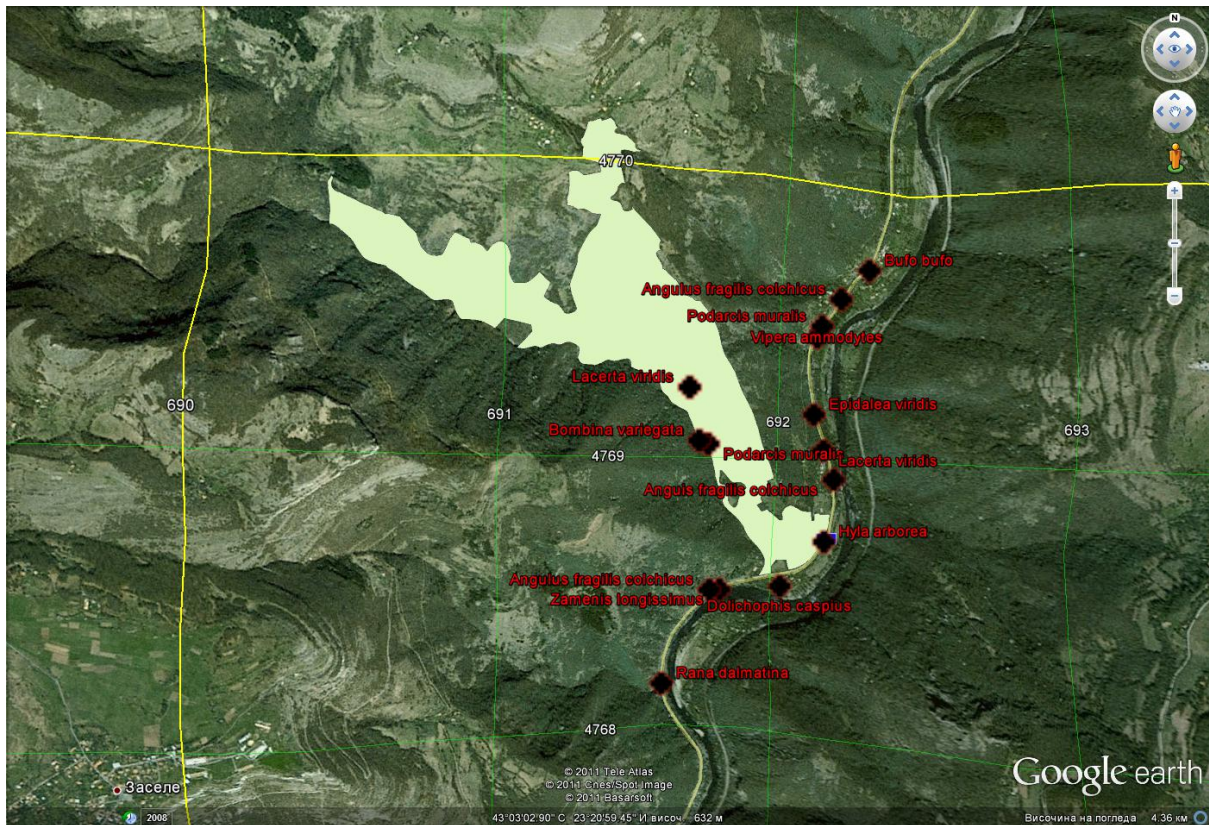 N
4770
Bufo bufo
Angulus fragilis colchicus
Podarcis muralis
Vipera ammodytes
Lacerta viridis
690
691
Epidalea viridis
692
693
Bombina variegata
Podarcis muralis
4769
Lacerta viridis
Anguis fragilis colchicus
Hyla arborea
Angulus fragilis colchicus
Zamenis longissimus
Dolichophis caspius
Rana dalmatina
4768
© 2011 Tele Atlas
© 2011 Cnes/Spot Image
© 2011 Basarsoft
Google earth
Заселе
2008
43°03'02.90" С 23°20'59.45" И височ 632 м
Височина на погледа 4.36 км